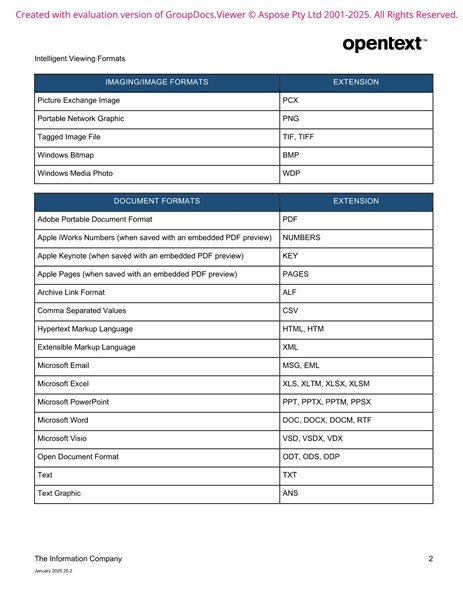 Created with evaluation version of GroupDocs.Viewer © Aspose Pty Ltd 2001-2025. All Rights Reserved.
opentext™
Intelligent Viewing Formats
IMAGING/IMAGE FORMATS EXTENSION
Picture Exchange Image PCX
Portable Network Graphic PNG
Tagged Image File TIF, TIFF
Windows Bitmap BMP
Windows Media Photo WDP
DOCUMENT FORMATS EXTENSION
Adobe Portable Document Format PDF
Apple iWorks Numbers (when saved with an embedded PDF preview) NUMBERS
Apple Keynote (when saved with an embedded PDF preview) KEY
Apple Pages (when saved with an embedded PDF preview) PAGES
Archive Link Format ALF
Comma Separated Values CSV
Hypertext Markup Language HTML, HTM
Extensible Markup Language XML
Microsoft Email MSG, EML
Microsoft Excel XLS, XLTM, XLSX, XLSM
Microsoft PowerPoint PPT, PPTX, PPTM, PPSX
Microsoft Word DOC, DOCX, DOCM, RTF
Microsoft Visio VSD, VSDX, VDX
Open Document Format ODT, ODS, ODP
Text TXT
Text Graphic ANS
The Information Company 2
January 2025 25.2